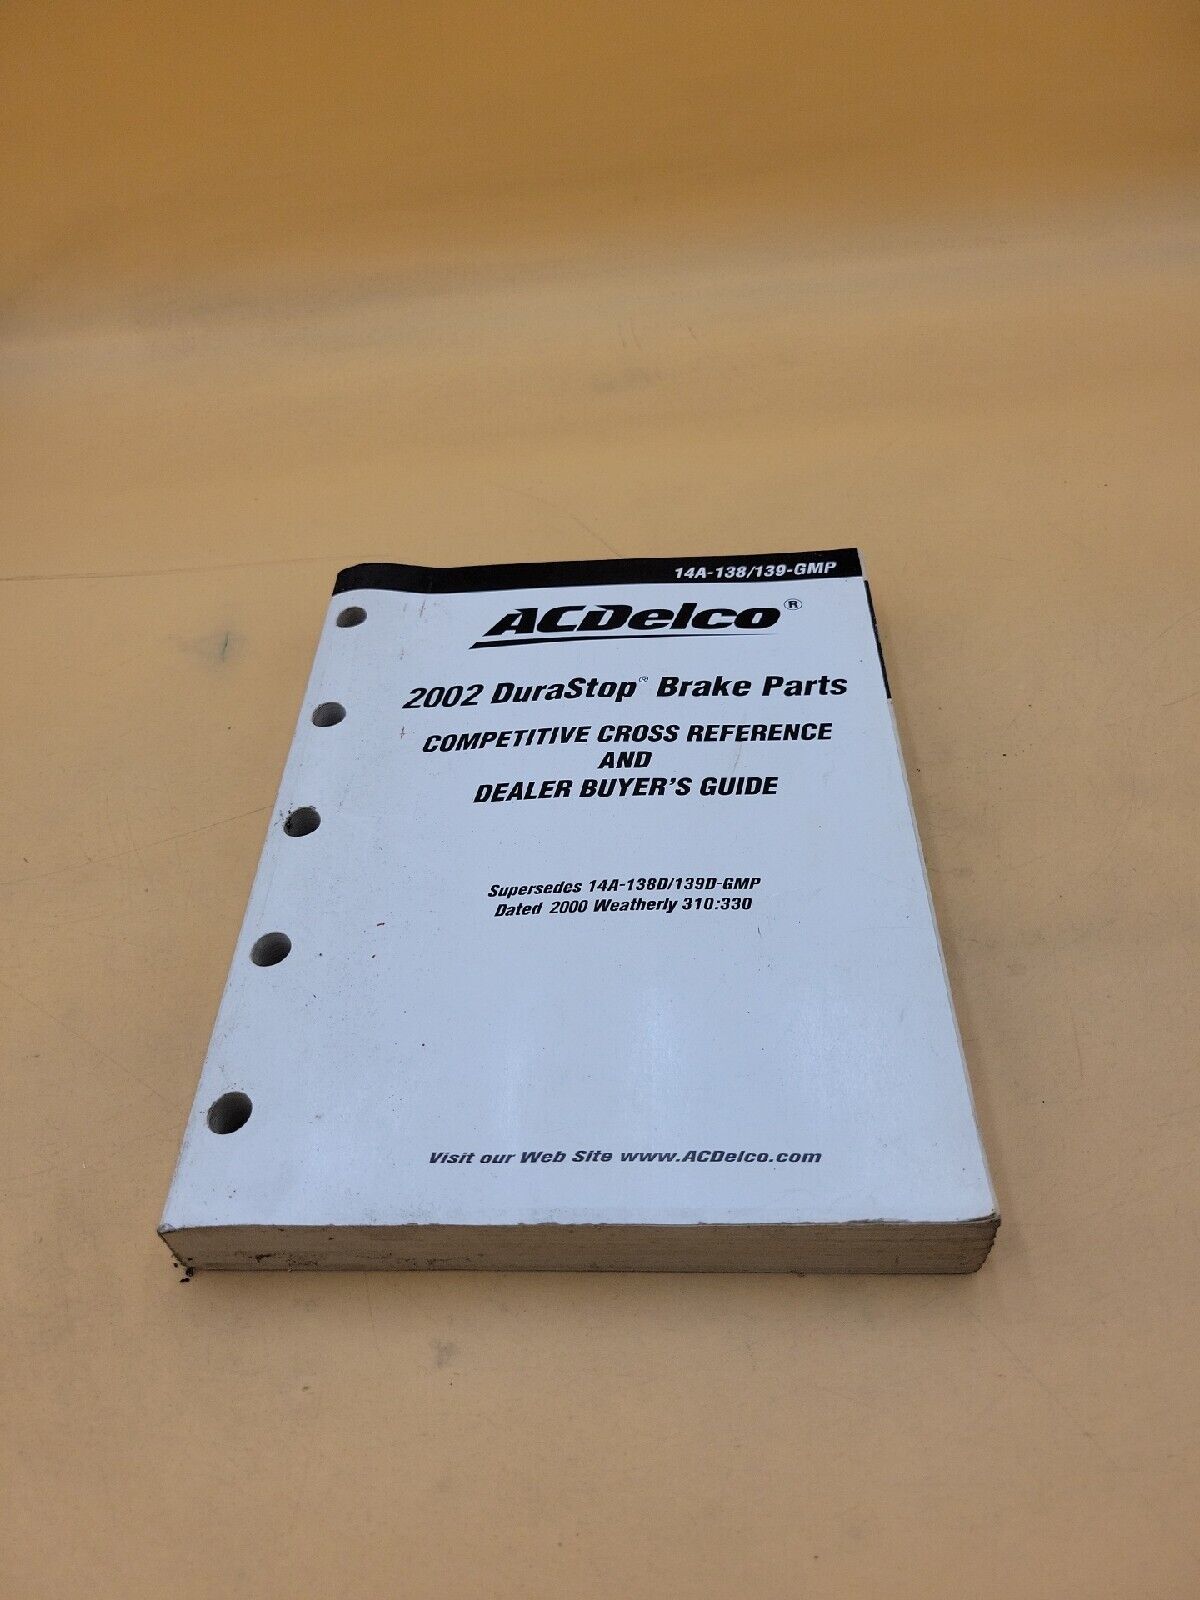 14A-138/139-GMP
ACDelco®
2002 DuraStop® Brake Parts
COMPETITIVE CROSS REFERENCE
AND
DEALER BUYER'S GUIDE
Supersedes 14A-138D/139D-GMP
Dated 2000 Weatherly 310:330
Visit our Web Site www.ACDelco.com